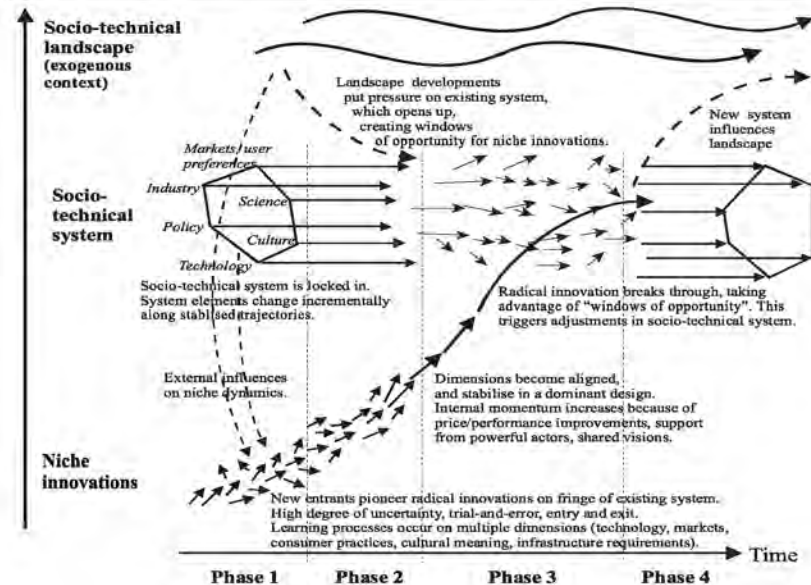 Socio-technical
landscape
(exogenous
context)
Landscape developments
put pressure on existing system,
which opens up,
creating windows
of opportunity for niche innovations.
New system
influences
landscape
Markets, user
preferences
Industry
Science
Policy
Culture
Technology
Socio-
technical
system
Socio-technical system is locked in.
System elements change incrementally
along stablised trajectories.
Radical innovation breaks through, taking
advantage of “windows of opportunity”. This
triggers adjustments in socio-technical system.
External influences
on niche dynamics.
Dimensions become aligned,
and stabilise in a dominant design.
Internal momentum increases because of
price/performance improvements, support
from powerful actors, shared visions.
Niche
innovations
New entrants pioneer radical innovations on fringe of existing system.
High degree of uncertainty, trial-and-error, entry and exit.
Learning processes occur on multiple dimensions (technology, markets,
consumer practices, cultural meaning, infrastructure requirements).
Time
Phase 1 Phase 2 Phase 3 Phase 4